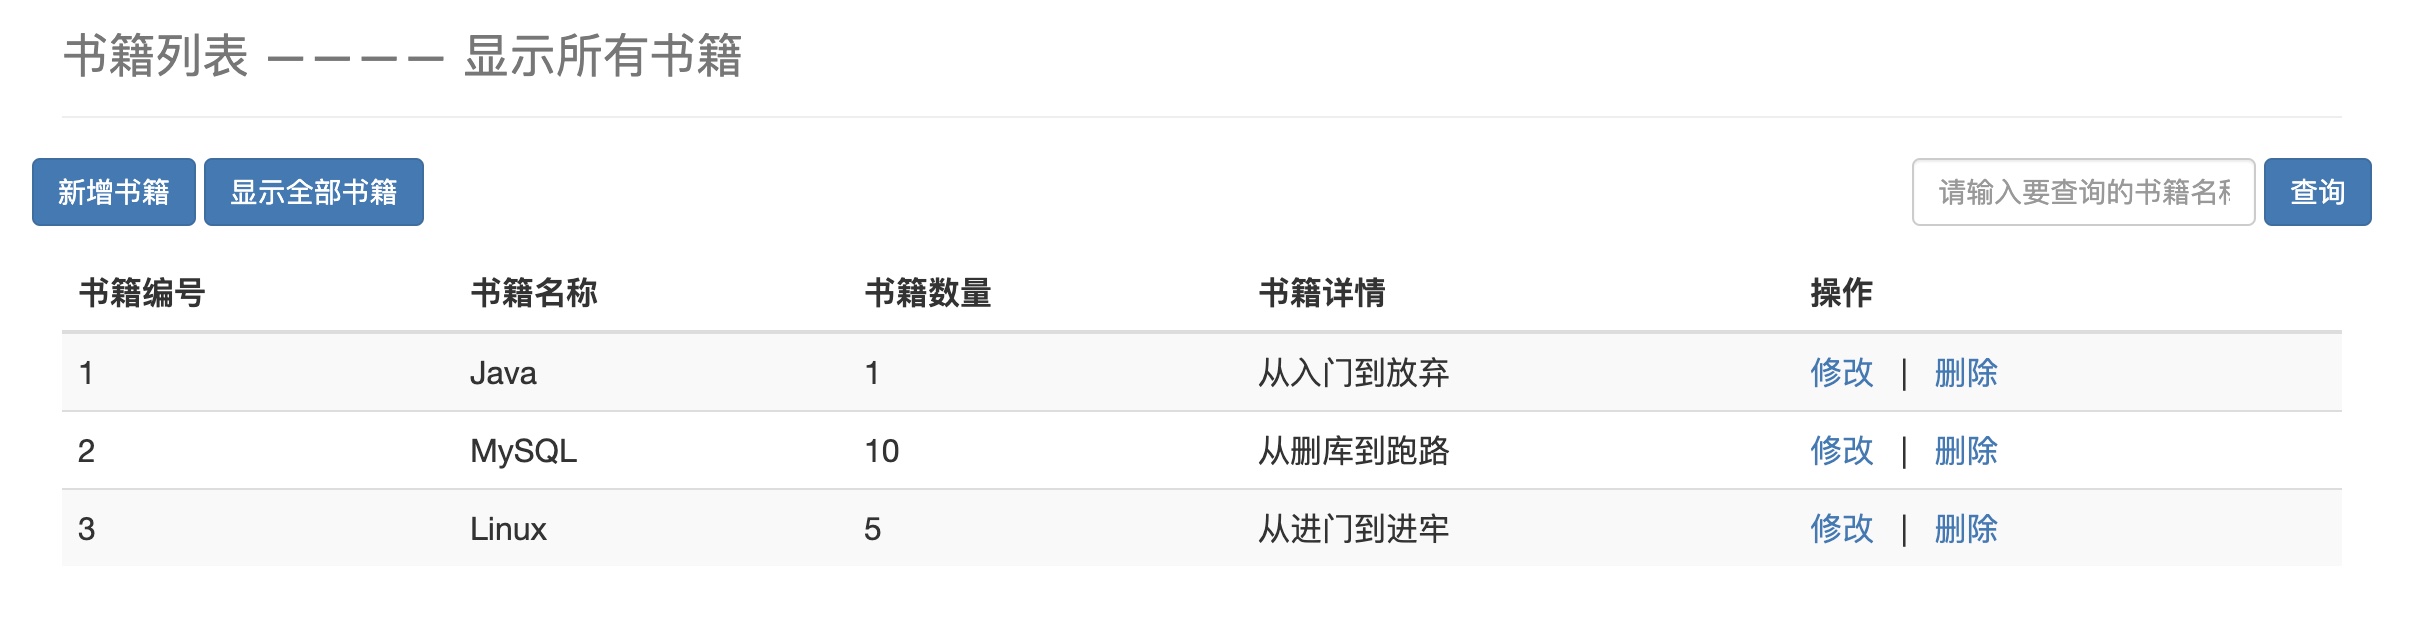 书籍列表 ———— 显示所有书籍
新增书籍 显示全部书籍 请输入要查询的书籍名 查询
书籍编号 书籍名称 书籍数量 书籍详情 操作
1 Java 1 从入门到放弃 修改 | 删除
2 MySQL 10 从删库到跑路 修改 | 删除
3 Linux 5 从进门到进牢 修改 | 删除